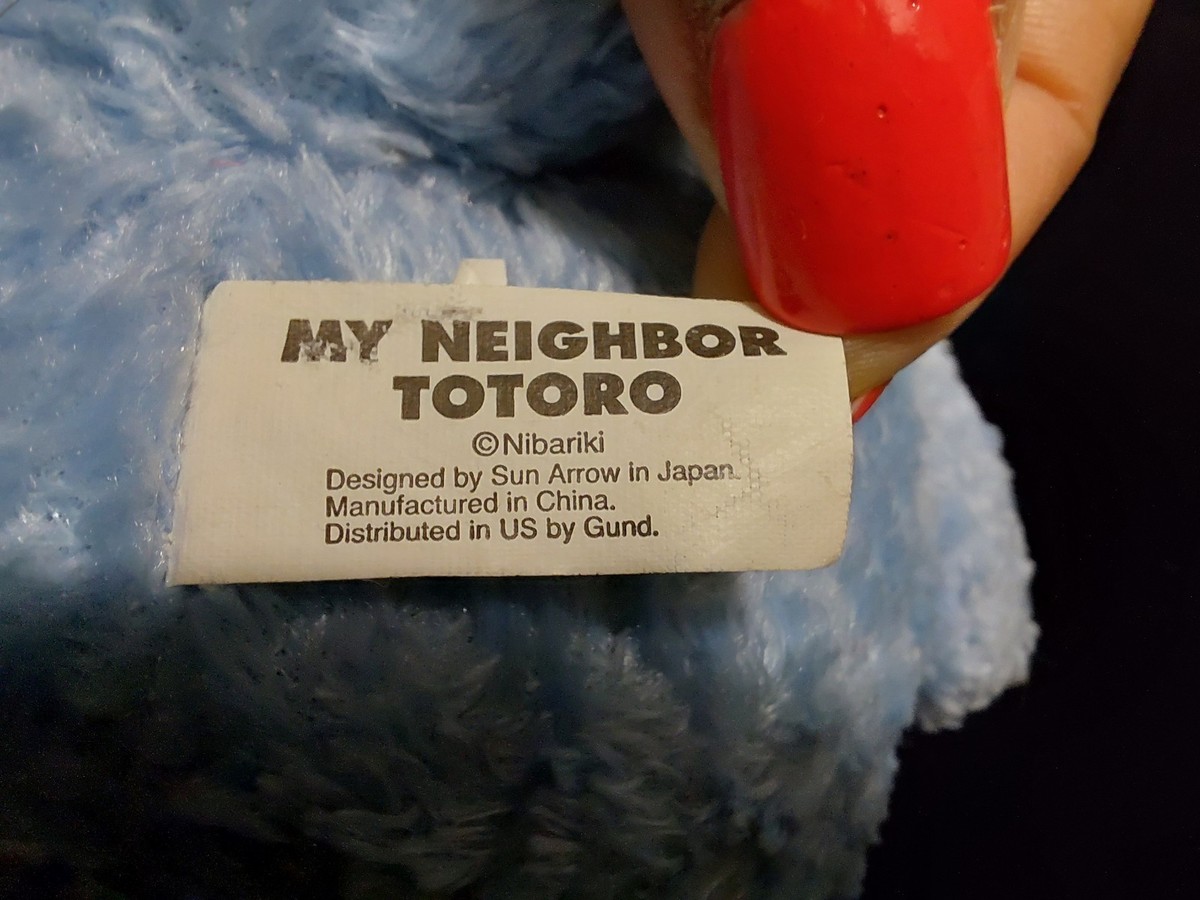 MY NEIGHBOR
TOTORO
©Nibariki
Designed by Sun Arrow in Japan.
Manufactured in China.
Distributed in US by Gund.